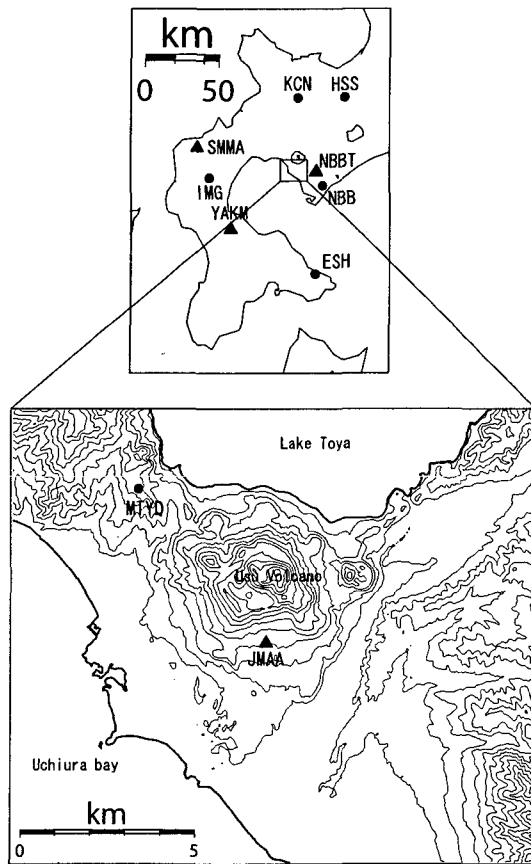 km
0 50
KCN HSS
SMMA
NBBT
IMG
NBB
YAKM
ESH
Lake Toya
MTYD
Usu Volcano
JMAA
Uchiura bay
km
0 5